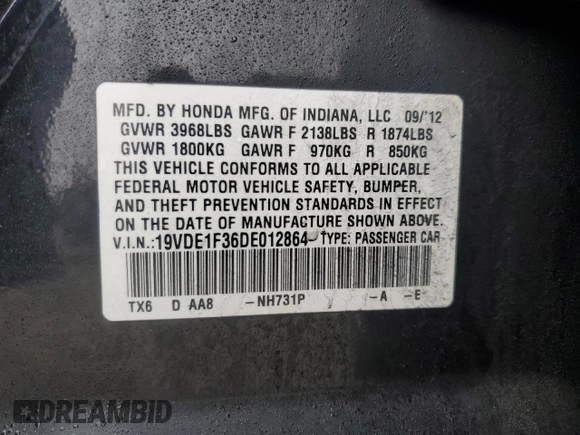 MFD. BY HONDA MFG. OF INDIANA, LLC 09/'12
GVWR 3968LBS GAWR F 2138LBS R 1874LBS
GVWR 1800KG GAWR F 970KG R 850KG
THIS VEHICLE CONFORMS TO ALL APPLICABLE
FEDERAL MOTOR VEHICLE SAFETY, BUMPER,
AND THEFT PREVENTION STANDARDS IN EFFECT
ON THE DATE OF MANUFACTURE SHOWN ABOVE.
V.I.N.:19VDE1F36DE012864- TYPE: PASSENGER CAR
TX6 D AA8 -NH731P -A -E
DREAMBID